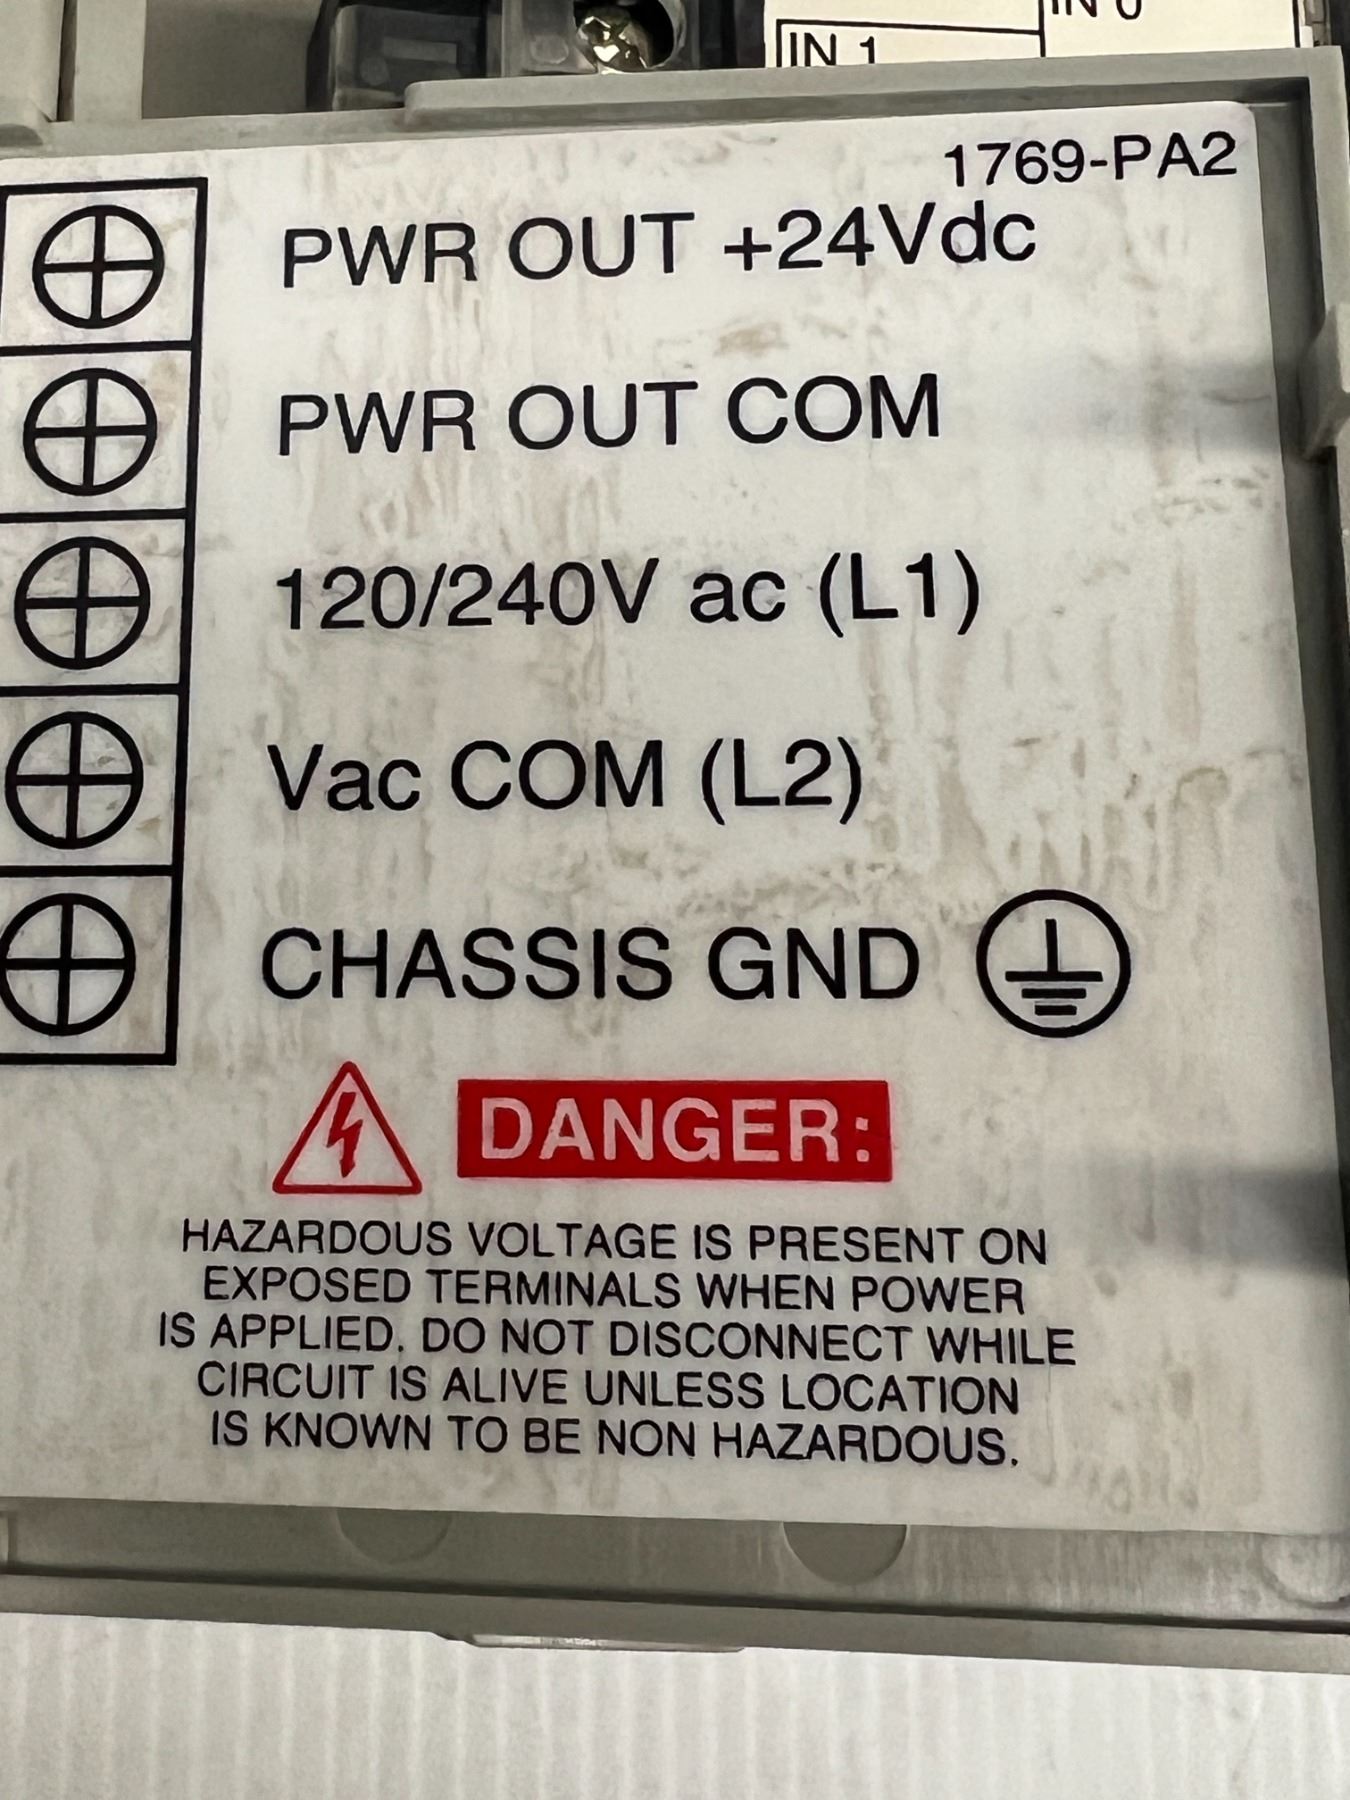 IN 0
IN 1
1769-PA2
PWR OUT +24Vdc
PWR OUT COM
120/240V ac (L1)
Vac COM (L2)
CHASSIS GND
DANGER:
HAZARDOUS VOLTAGE IS PRESENT ON
EXPOSED TERMINALS WHEN POWER
IS APPLIED. DO NOT DISCONNECT WHILE
CIRCUIT IS ALIVE UNLESS LOCATION
IS KNOWN TO BE NON HAZARDOUS.